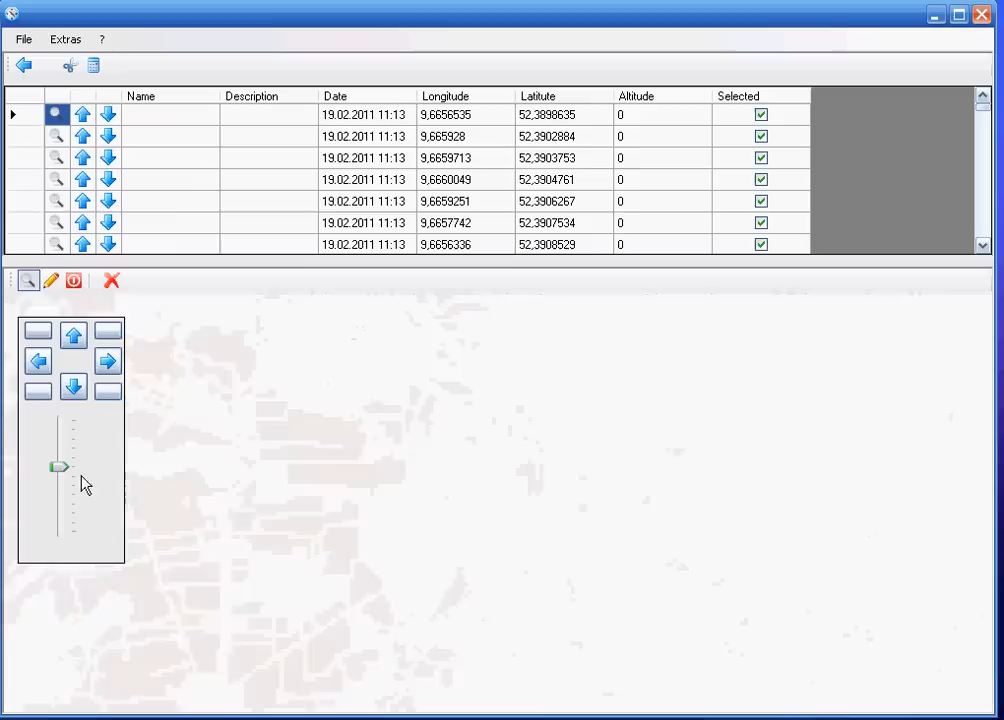 File Extras ?
Name Description Date Longitude Latitute Altitude Selected
19.02.2011 11:13 9,6656535 52,3898635 0
19.02.2011 11:13 9,665928 52,3902884 0
19.02.2011 11:13 9,6659713 52,3903753 0
19.02.2011 11:13 9,6660049 52,3904761 0
19.02.2011 11:13 9,6659251 52,3906267 0
19.02.2011 11:13 9,6657742 52,3907534 0
19.02.2011 11:13 9,6656336 52,3908529 0